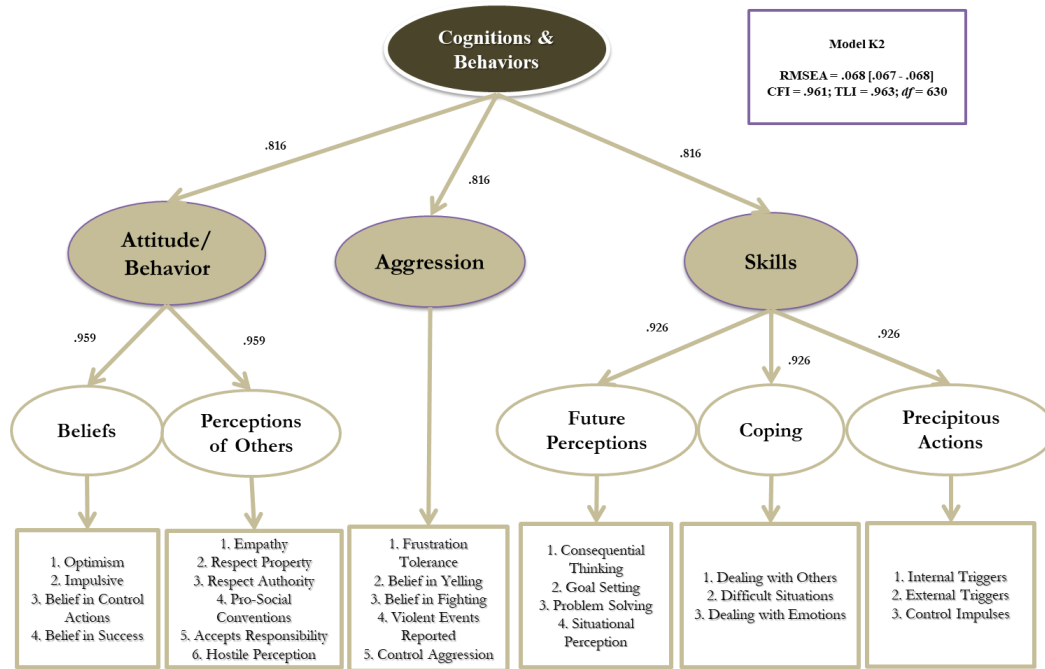 Cognitions &
Behaviors
Model K2
RMSEA = .068 [.067 - .068]
CFI = .961; TLI = .963; df = 630
.816
.816
.816
Attitude/
Behavior
Aggression
Skills
.959
.959
.926
.926
.926
Beliefs
Perceptions
of Others
Future
Perceptions
Coping
Precipitous
Actions
1. Optimism
2. Impulsive
3. Belief in Control
Actions
4. Belief in Success
1. Empathy
2. Respect Property
3. Respect Authority
4. Pro-Social
Conventions
5. Accepts Responsibility
6. Hostile Perception
1. Frustration
Tolerance
2. Belief in Yelling
3. Belief in Fighting
4. Violent Events
Reported
5. Control Aggression
1. Consequential
Thinking
2. Goal Setting
3. Problem Solving
4. Situational
Perception
1. Dealing with Others
2. Difficult Situations
3. Dealing with Emotions
1. Internal Triggers
2. External Triggers
3. Control Impulses